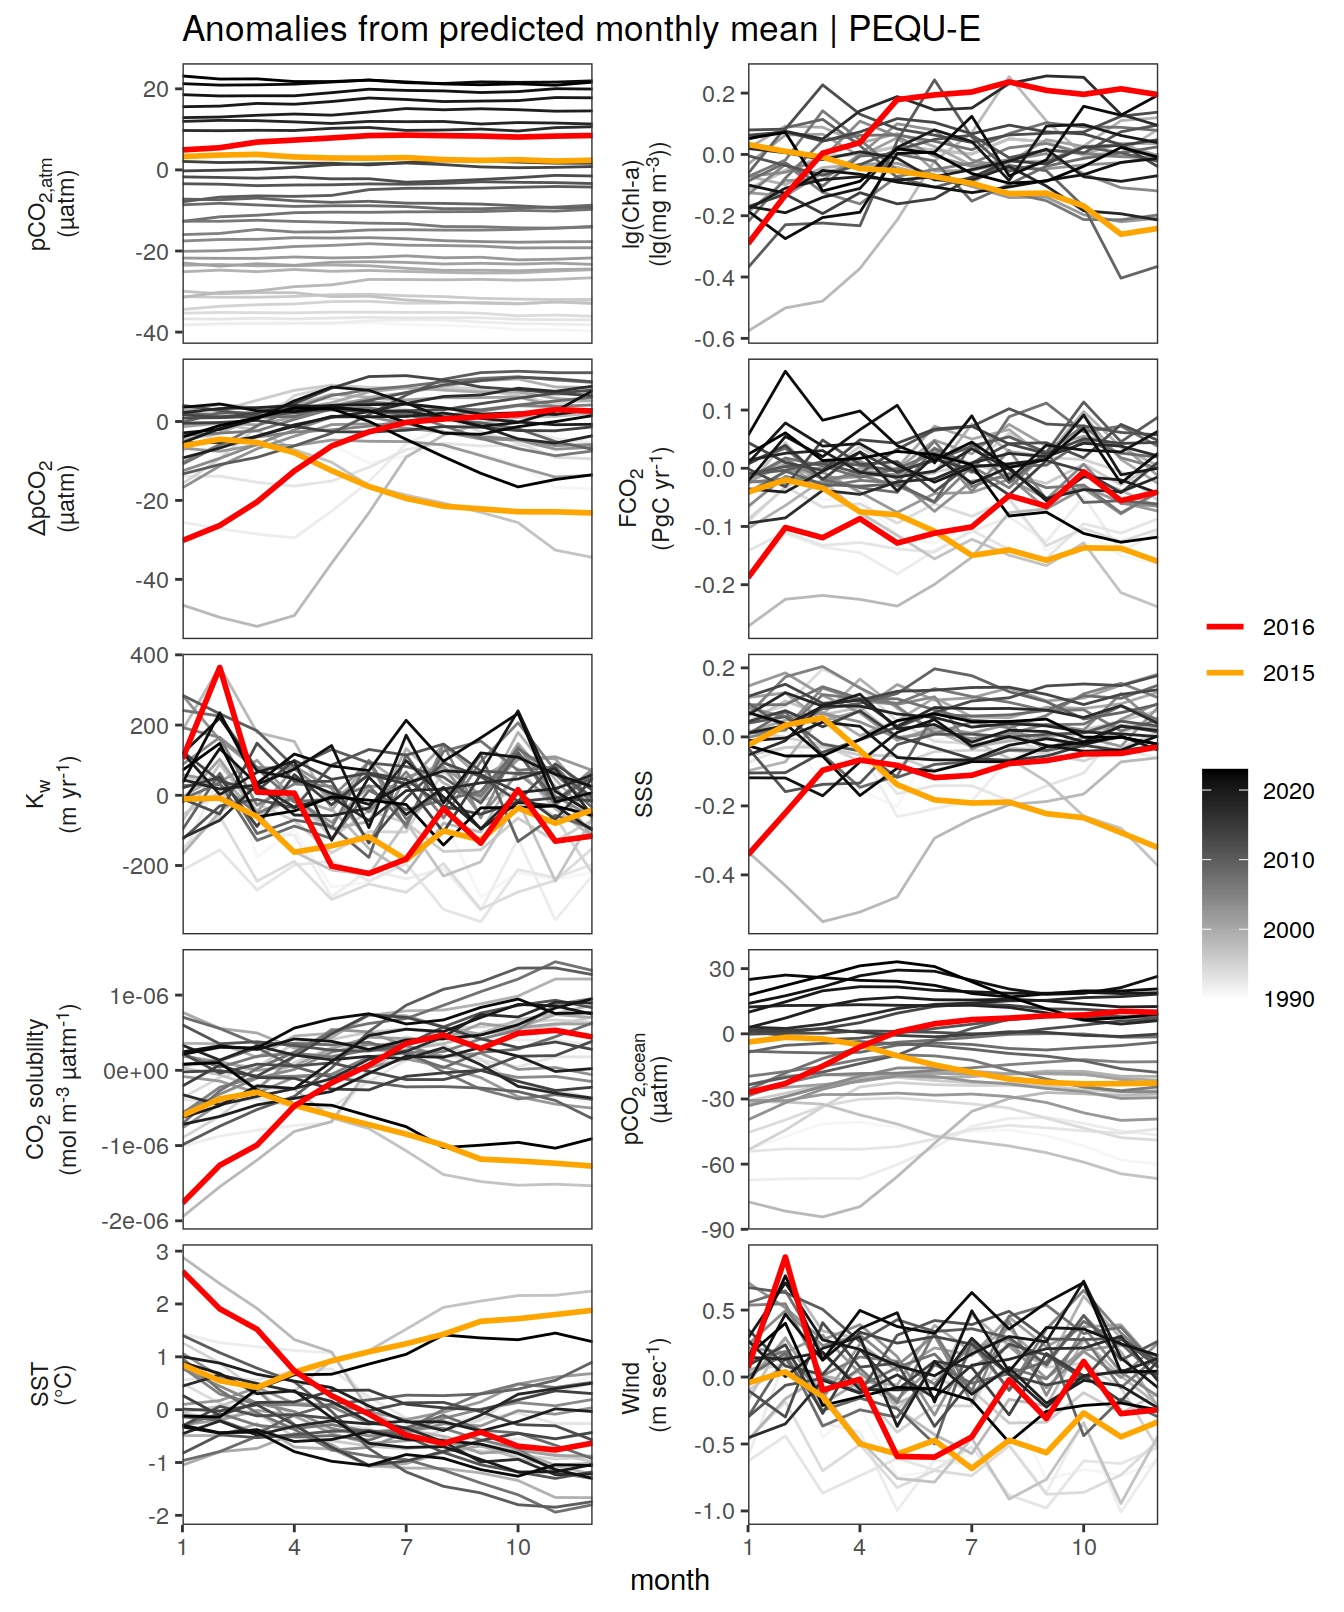 Anomalies from predicted monthly mean | PEQU-E
pCO2,atm
(µatm)
20
0
-20
-40
lg(Chl-a)
(lg(mg m-3))
0.2
0.0
-0.2
-0.4
-0.6
ΔpCO2
(µatm)
0
-20
-40
FCO2
(PgC yr-1)
0.1
0.0
-0.1
-0.2
Kw
(m yr-1)
400
200
0
-200
SSS
0.2
0.0
-0.2
-0.4
CO2 solubility
(mol m-3 µatm-1)
1e-06
0e+00
-1e-06
-2e-06
pCO2,ocean
(µatm)
30
0
-30
-60
-90
SST
(°C)
3
2
1
0
-1
-2
Wind
(m sec-1)
0.5
0.0
-0.5
-1.0
1
4
7
10
1
4
7
10
month
2016
2015
2020
2010
2000
1990